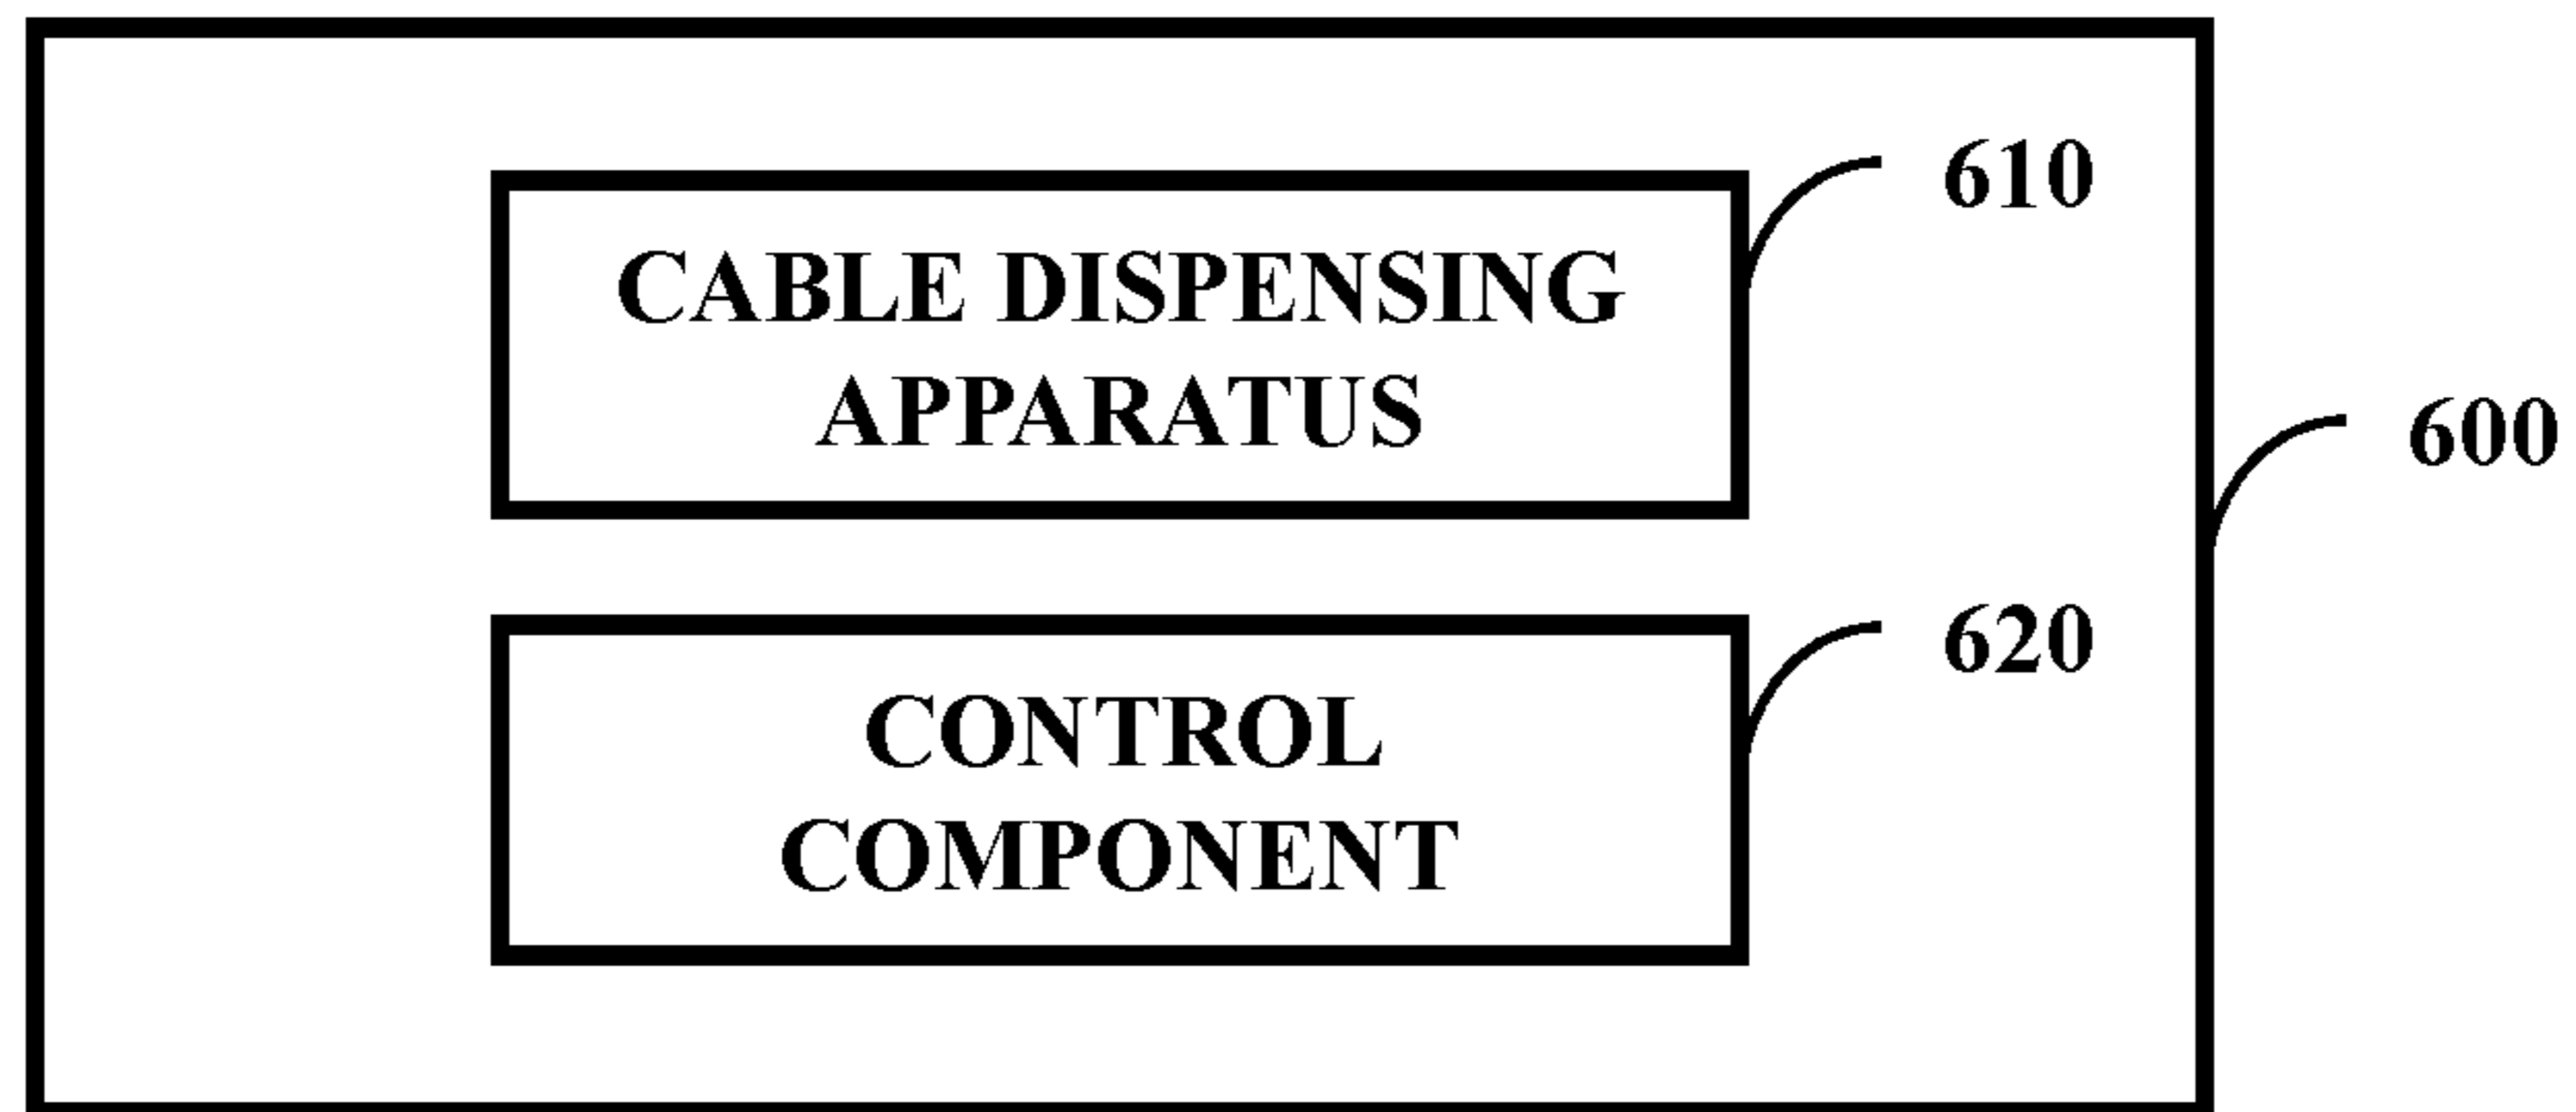 610
CABLE DISPENSING
APPARATUS
600
620
CONTROL
COMPONENT